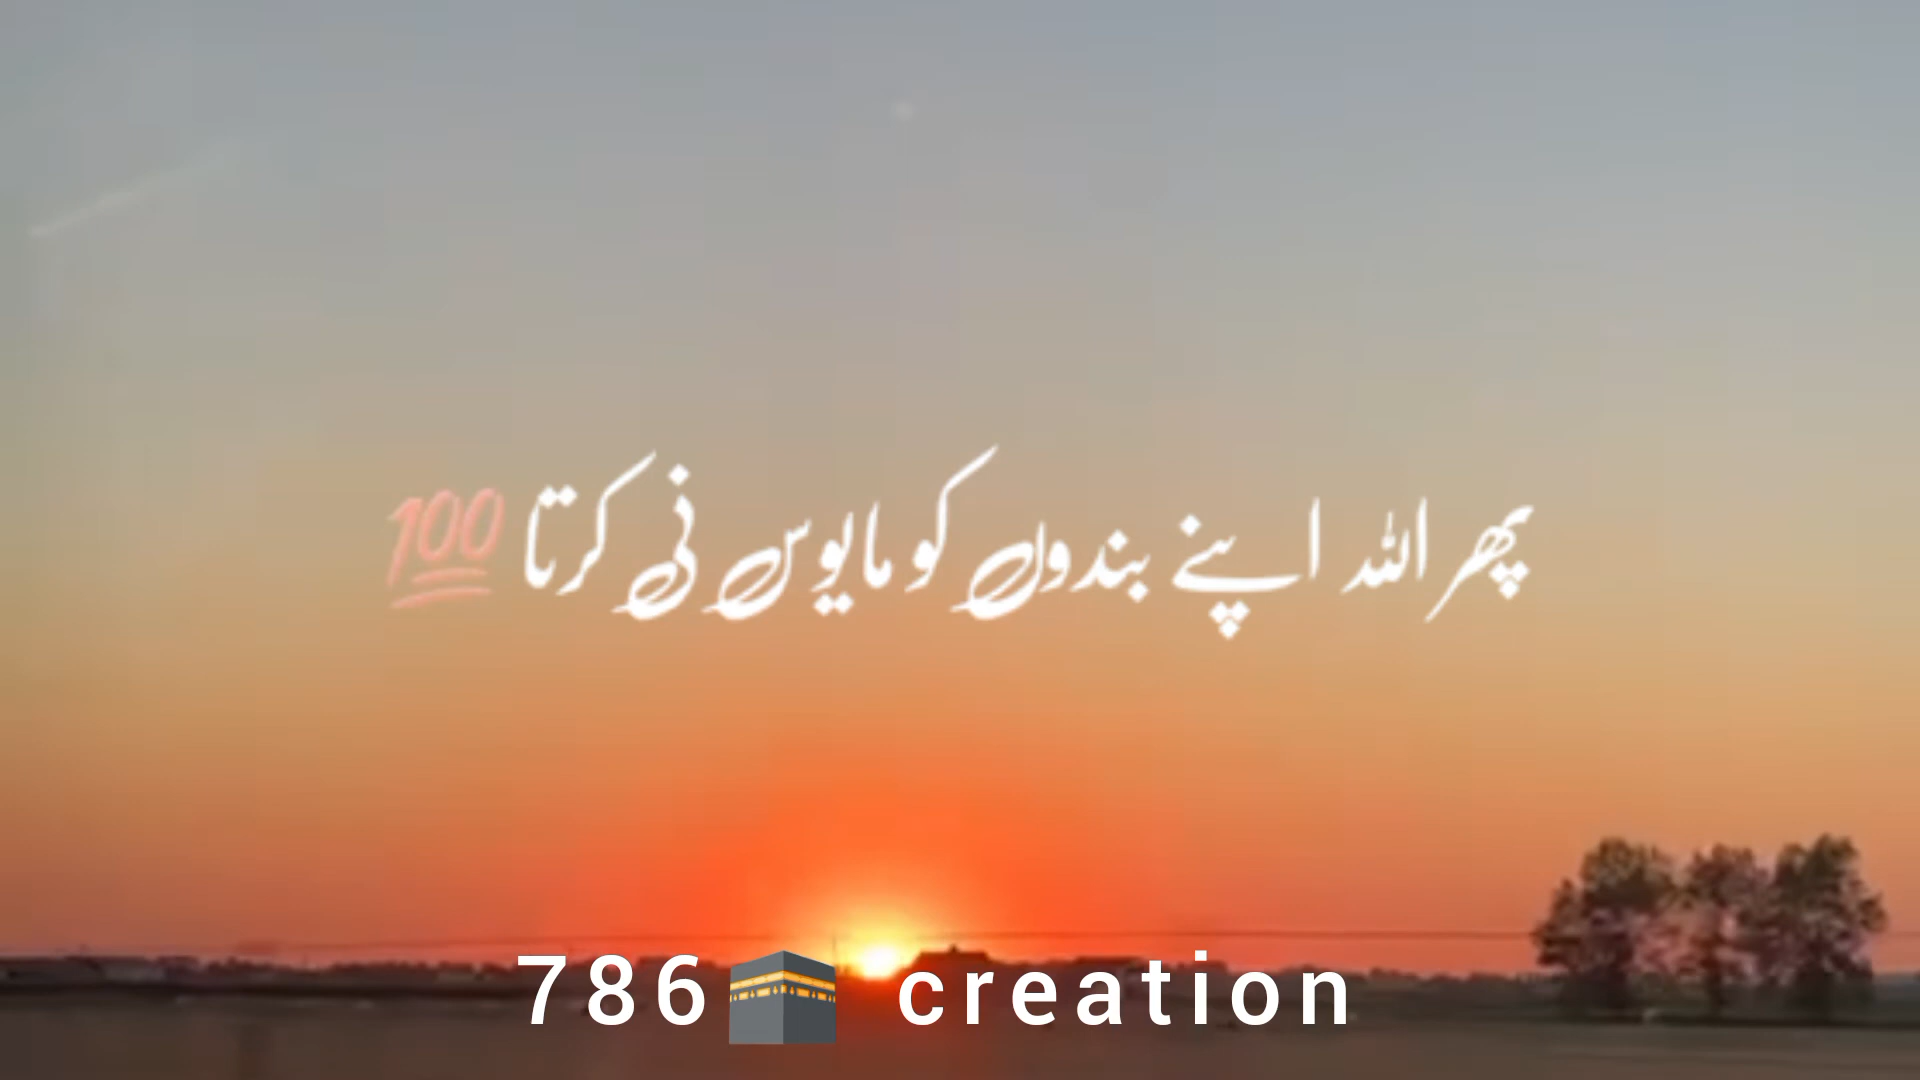 پھر اللہ اپنے بندوں کو مایوس نی کرتا 💯
786🕋 creation